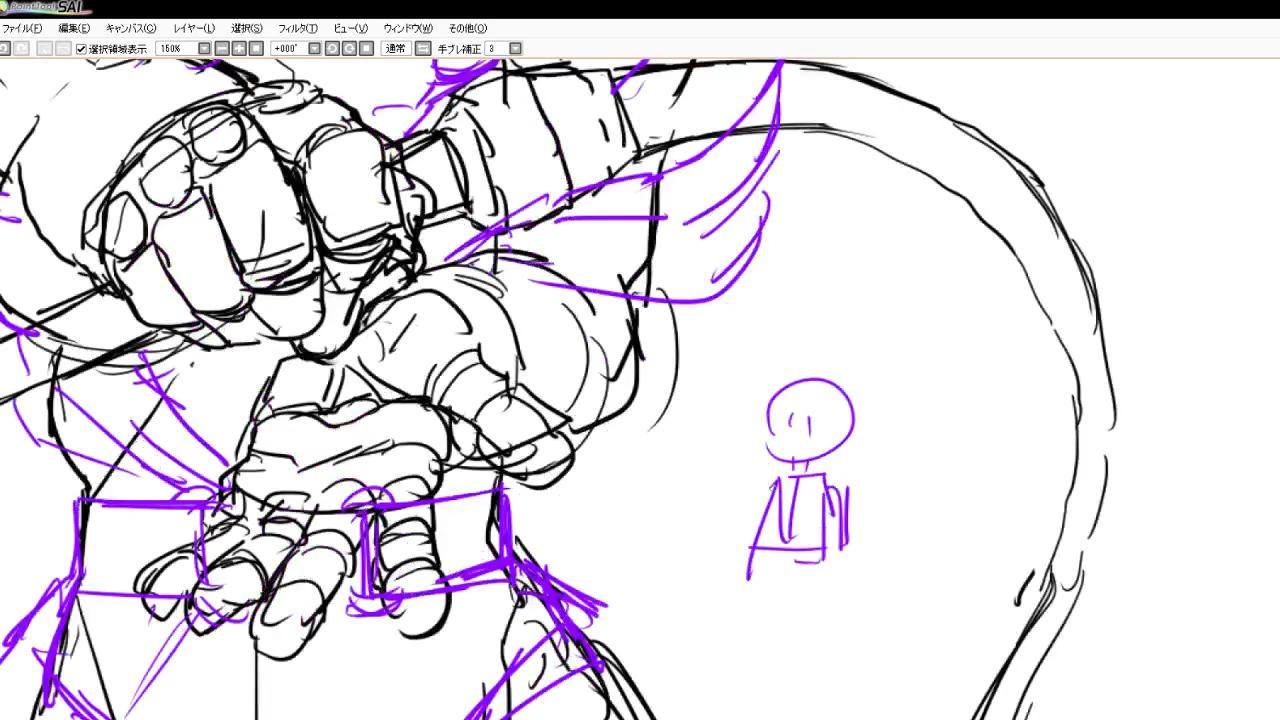 PaintTool SAI
ファイル(F) 編集(E) キャンバス(C) レイヤー(L) 選択(S) フィルタ(T) ビュー(V) ウィンドウ(W) その他(O)
選択領域表示 150% +000° 通常 手ブレ補正 3